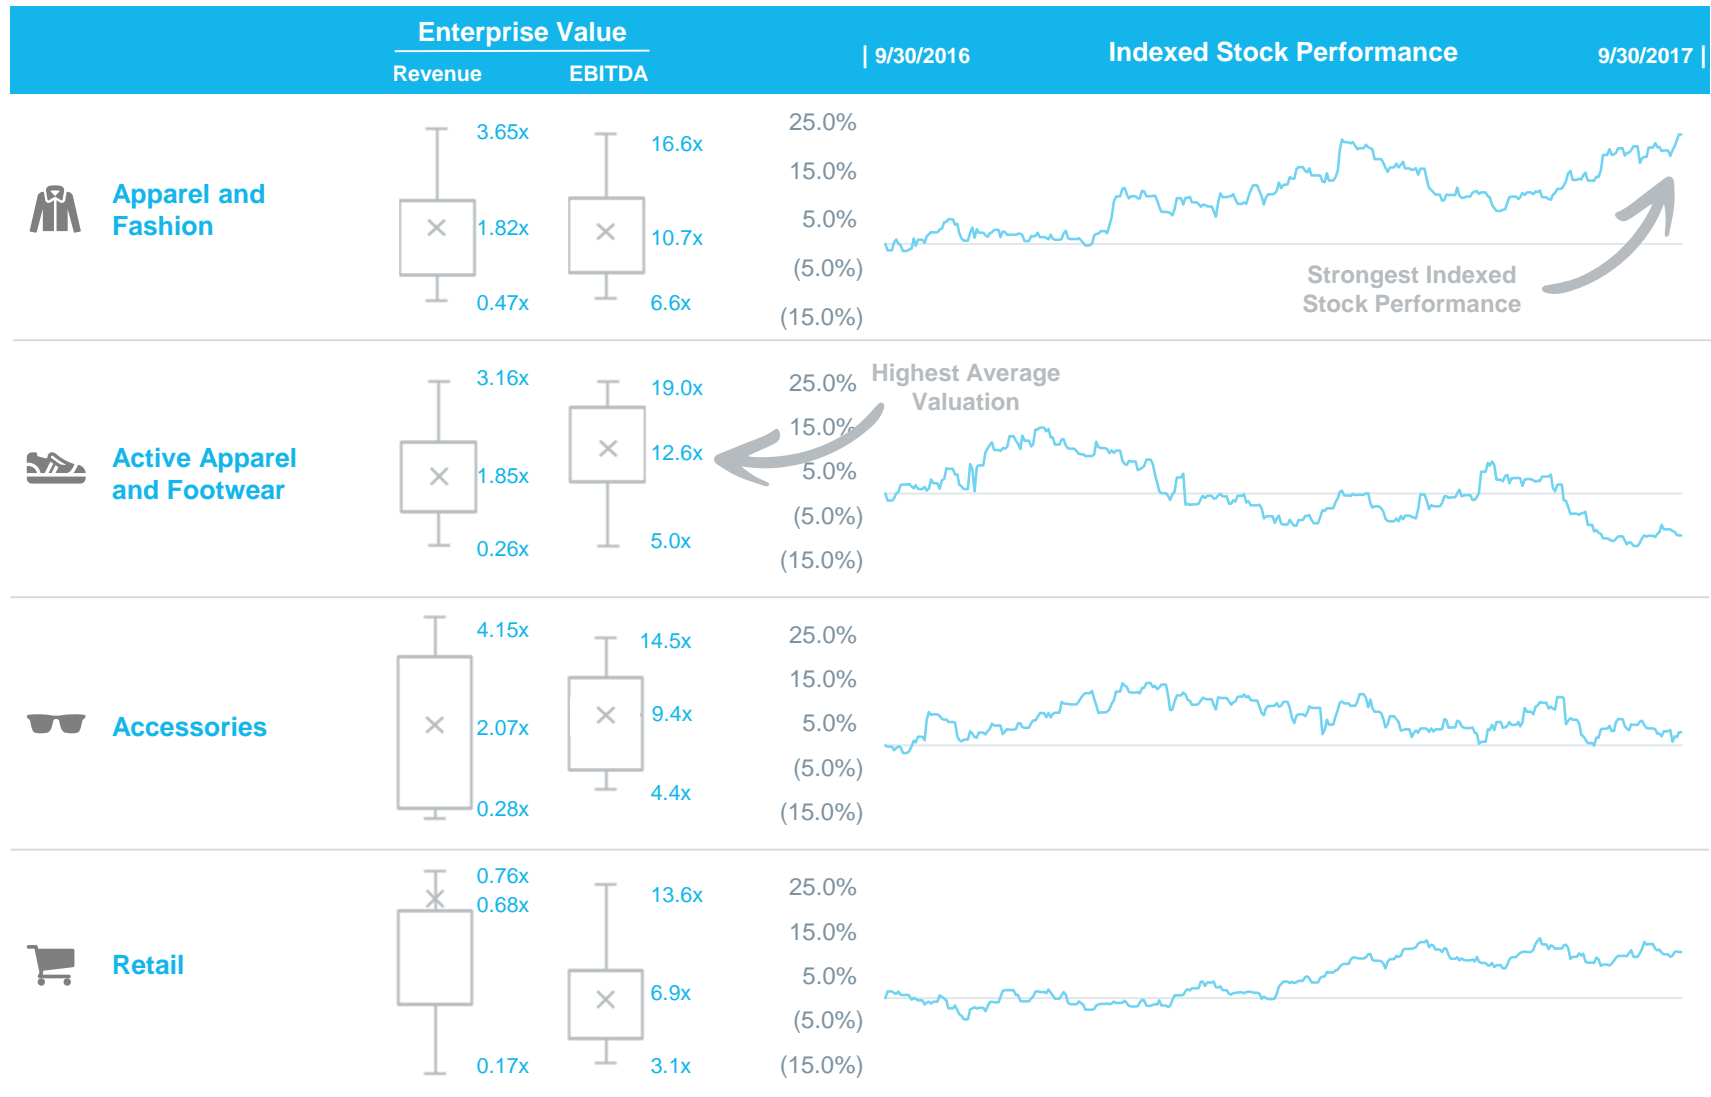 Enterprise Value
Revenue
EBITDA
| 9/30/2016
Indexed Stock Performance
9/30/2017 |
Apparel and
Fashion
3.65x
1.82x
0.47x
16.6x
10.7x
6.6x
25.0%
15.0%
5.0%
(5.0%)
(15.0%)
Strongest Indexed
Stock Performance
Active Apparel
and Footwear
3.16x
1.85x
0.26x
19.0x
12.6x
5.0x
Highest Average
Valuation
25.0%
15.0%
5.0%
(5.0%)
(15.0%)
Accessories
4.15x
2.07x
0.28x
14.5x
9.4x
4.4x
25.0%
15.0%
5.0%
(5.0%)
(15.0%)
Retail
0.76x
0.68x
0.17x
13.6x
6.9x
3.1x
25.0%
15.0%
5.0%
(5.0%)
(15.0%)